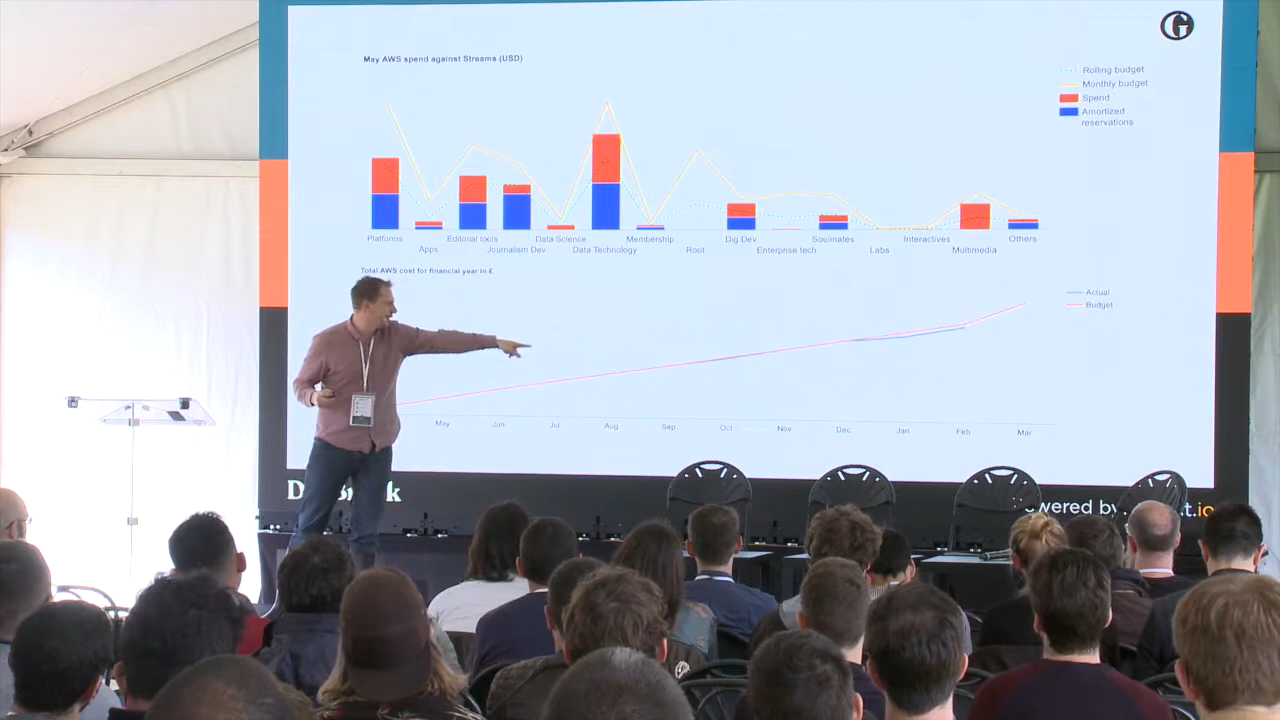 G
May AWS spend against Streams (USD)
Rolling budget
Monthly budget
Spend
Amortized
reservations
Platforms
Editorial tools
Data Science
Membership
Dig Dev
Soulmates
Interactives
Others
Apps
Journalism Dev
Data Technology
Root
Enterprise tech
Labs
Multimedia
Total AWS cost for financial year in £
Actual
Budget
May
Jun
Jul
Aug
Sep
Oct
Nov
Dec
Jan
Feb
Mar